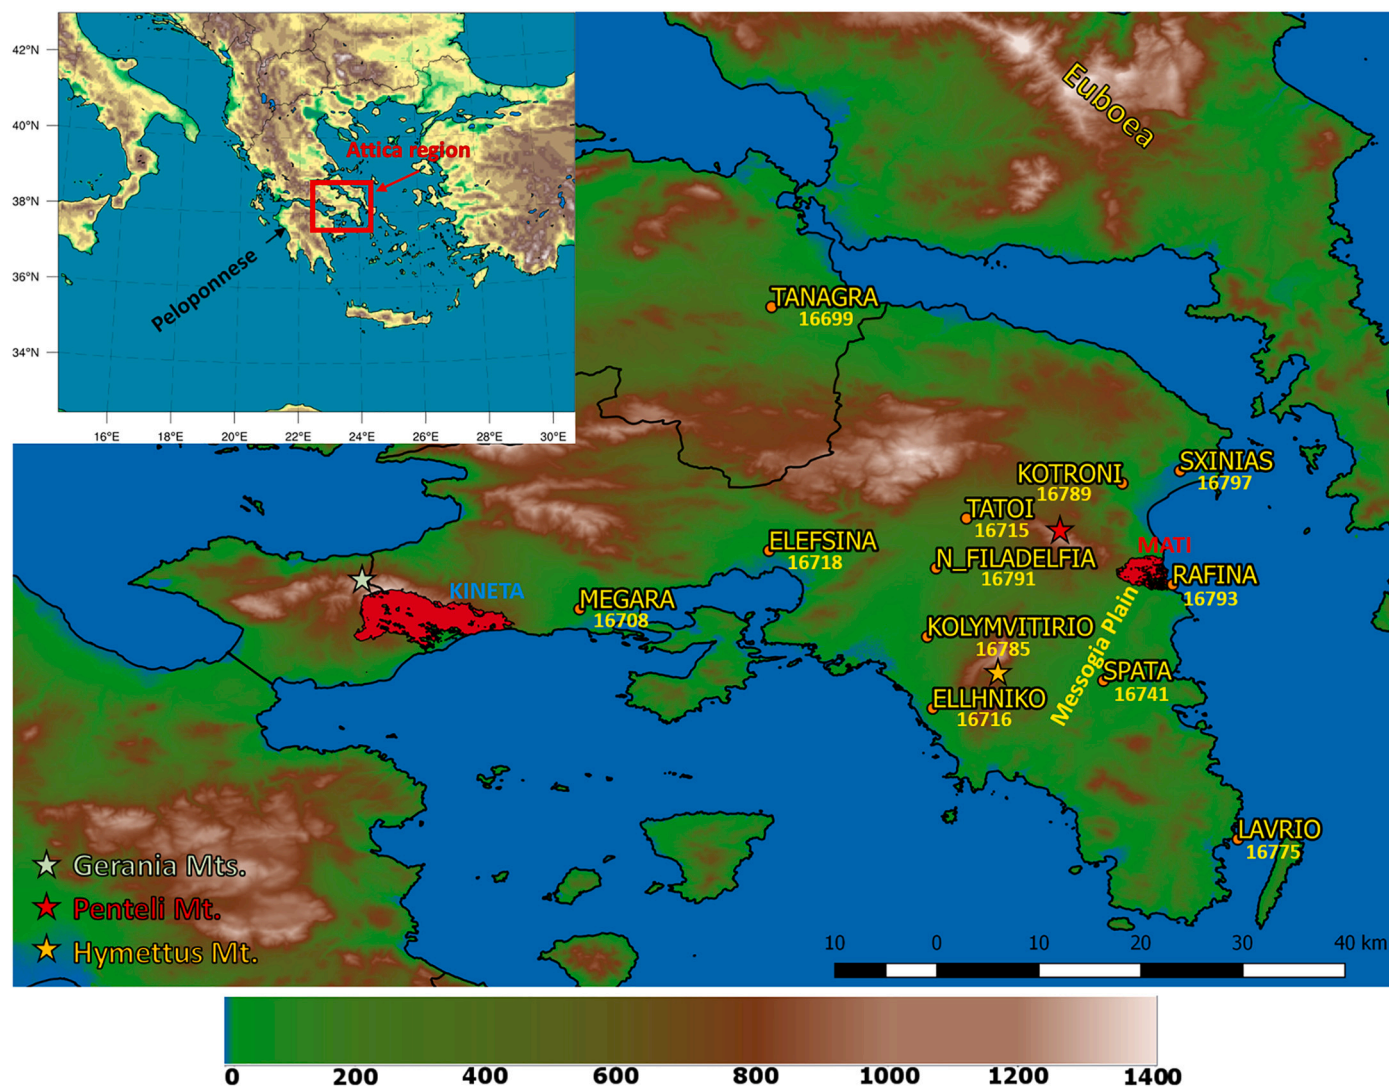 42°N
40°N
38°N
36°N
34°N
16°E 18°E 20°E 22°E 24°E 26°E 28°E 30°E
Attica region
Peloponnese
Euboea
TANAGRA
16699
SXINIAS
16797
KOTRONI
16789
TATOI
16715
ELEFSINA
16718
N_FILADELFIA
16791
MATI
RAFINA
16793
KINETA
MEGARA
16708
KOLYMVITIRIO
16785
Messogia Plain
SPATA
16741
ELLHNIKO
16716
LAVRIO
16775
Gerania Mts.
Penteli Mt.
Hymettus Mt.
10 0 10 20 30 40 km
0 200 400 600 800 1000 1200 1400